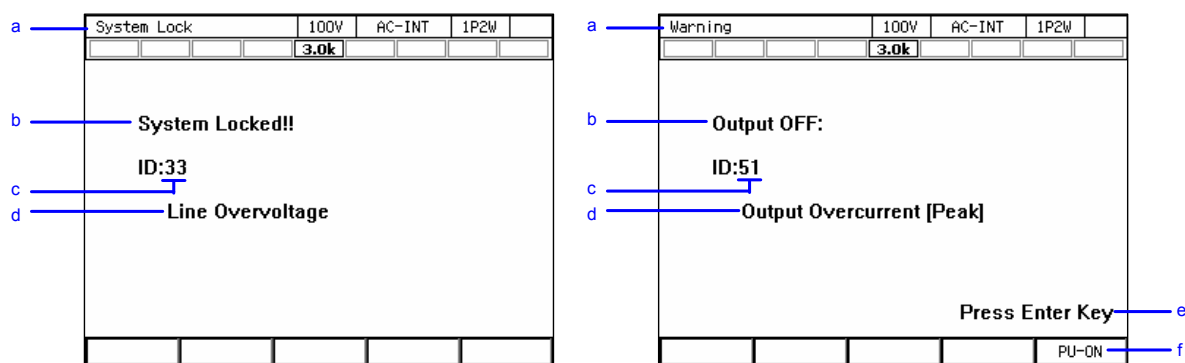 a
System Lock 100V AC-INT 1P2W
3.0k
b
System Locked!!
ID:33
c
d
Line Overvoltage
a
Warning 100V AC-INT 1P2W
3.0k
b
Output OFF:
ID:51
c
d
Output Overcurrent [Peak]
Press Enter Key
e
PU-ON
f